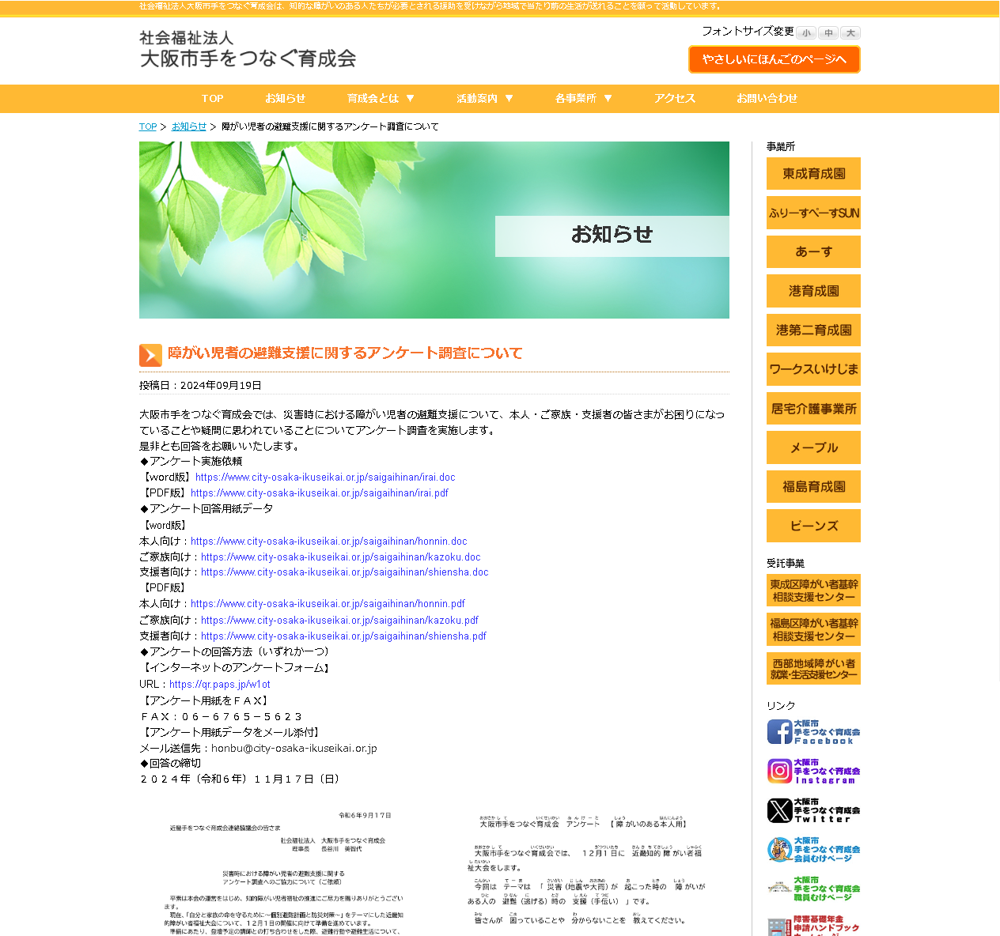 社会福祉法人大阪市手をつなぐ育成会は、知的な障がいのある人たちが必要とされる援助を受けながら地域で当たり前の生活が送れることを願って活動しています。
社会福祉法人
大阪市手をつなぐ育成会
フォントサイズ変更 小 中 大
やさしいにほんごのページへ
TOP お知らせ 育成会とは ▼ 活動案内 ▼ 各事業所 ▼ アクセス お問い合わせ
TOP > お知らせ > 障がい児者の避難支援に関するアンケート調査について
お知らせ
障がい児者の避難支援に関するアンケート調査について
投稿日：2024年09月19日
大阪市手をつなぐ育成会では、災害時における障がい児者の避難支援について、本人・ご家族・支援者の皆さまがお困りになっ
ていることや疑問に思われていることについてアンケート調査を実施します。
是非とも回答をお願いいたします。
◆アンケート実施依頼
【word版】https://www.city-osaka-ikuseikai.or.jp/saigaihinan/irai.doc
【PDF版】https://www.city-osaka-ikuseikai.or.jp/saigaihinan/irai.pdf
◆アンケート回答用紙データ
【word版】
本人向け：https://www.city-osaka-ikuseikai.or.jp/saigaihinan/honnin.doc
ご家族向け：https://www.city-osaka-ikuseikai.or.jp/saigaihinan/kazoku.doc
支援者向け：https://www.city-osaka-ikuseikai.or.jp/saigaihinan/shiensha.doc
【PDF版】
本人向け：https://www.city-osaka-ikuseikai.or.jp/saigaihinan/honnin.pdf
ご家族向け：https://www.city-osaka-ikuseikai.or.jp/saigaihinan/kazoku.pdf
支援者向け：https://www.city-osaka-ikuseikai.or.jp/saigaihinan/shiensha.pdf
◆アンケートの回答方法（いずれか一つ）
【インターネットのアンケートフォーム】
URL：https://qr.paps.jp/w1ot
【アンケート用紙をＦＡＸ】
ＦＡＸ：０６－６７６５－５６２３
【アンケート用紙データをメール添付】
メール送信先：honbu@city-osaka-ikuseikai.or.jp
◆回答の締切
２０２４年（令和６年）１１月１７日（日）
令和６年９月１７日
近畿手をつなぐ育成会連絡協議会の皆さま
社会福祉法人 大阪市手をつなぐ育成会
理事長 長谷川 美智代
災害時における障がい児者の避難支援に関する
アンケート調査へのご協力について（ご依頼）
平素は本会の運営をはじめ、知的障がい児者福祉の推進にご尽力を賜りありがとうござい
ます。
現在、「自分と家族の命を守るために～個別避難計画と防災対策～」をテーマにした近畿知
的障がい者福祉大会について、１２月１日の開催に向けて準備を進めています。
準備にあたり、登壇予定の講師との打ち合わせをした際、避難行動や避難生活について、
大阪市手をつなぐ育成会 アンケート 【障がいのある本人用】
大阪市手をつなぐ育成会では、 １２月１日に 近畿知的障がい者福
祉大会をします。
今回は テーマは 「災害（地震や大雨）が 起こった時の 障がいが
ある人の 避難（逃げる）時の 支援（手伝い）」です。
皆さんが 困っていることや 分からないことを 教えてください。
事業所
東成育成園
ふりーすぺーすSUN
あーす
港育成園
港第二育成園
ワークスいけじま
居宅介護事業所
メープル
福島育成園
ビーンズ
受託事業
東成区障がい者基幹
相談支援センター
福島区障がい者基幹
相談支援センター
西部地域障がい者
就業・生活支援センター
リンク
大阪市
手をつなぐ育成会
Facebook
大阪市
手をつなぐ育成会
Instagram
大阪市
手をつなぐ育成会
Twitter
大阪市
手をつなぐ育成会
会員むけページ
大阪市
手をつなぐ育成会
職員むけページ
障害基礎年金
申請ハンドブック